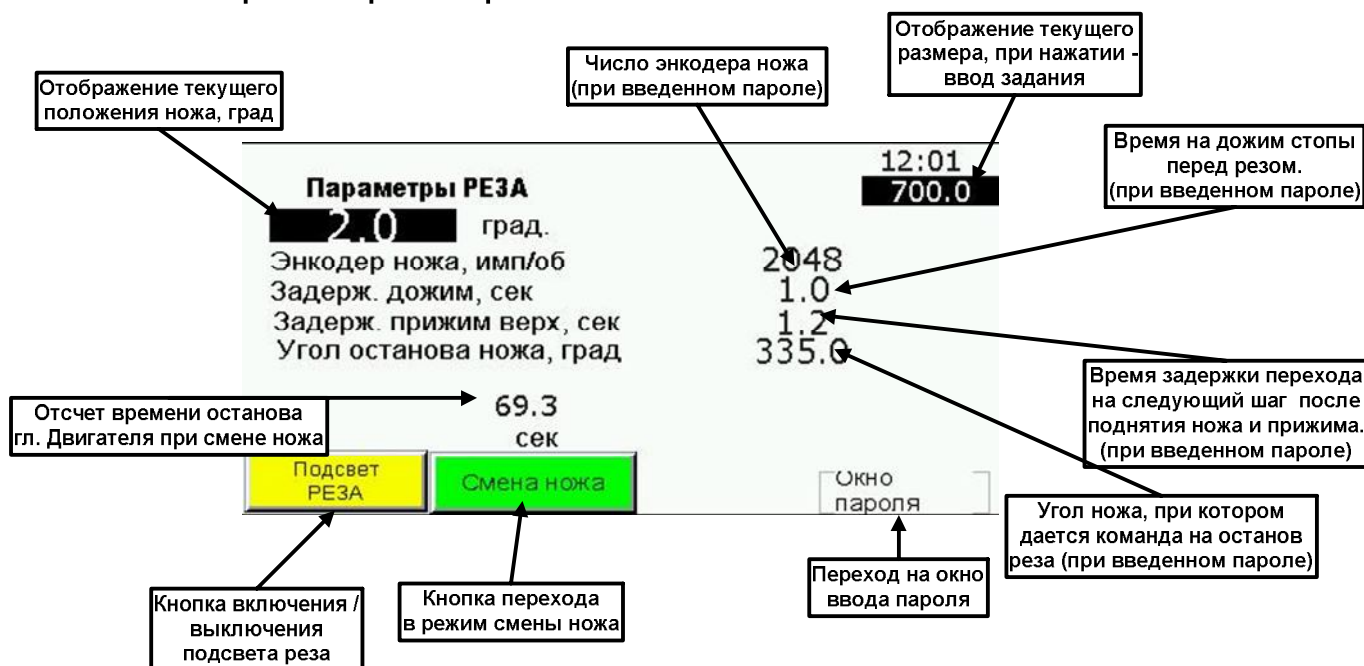 Отображение текущего
размера, при нажатии -
ввод задания
Число энкодера ножа
(при введенном пароле)
Отображение текущего
положения ножа, град
Время на дожим стопы
перед резом.
(при введенном пароле)
12:01
Параметры РЕЗА
700.0
2.0 град.
Энкодер ножа, имп/об 2048
Задерж. дожим, сек 1.0
Задерж. прижим верх, сек 1.2
Угол останова ножа, град 335.0
Время задержки перехода
на следующий шаг после
поднятия ножа и прижима.
(при введенном пароле)
Отсчет времени останова
гл. Двигателя при смене ножа
69.3
сек
Подсвет
РЕЗА
Смена ножа
Окно
пароля
Угол ножа, при котором
дается команда на останов
реза (при введенном пароле)
Кнопка включения /
выключения
подсвета реза
Кнопка перехода
в режим смены ножа
Переход на окно
ввода пароля